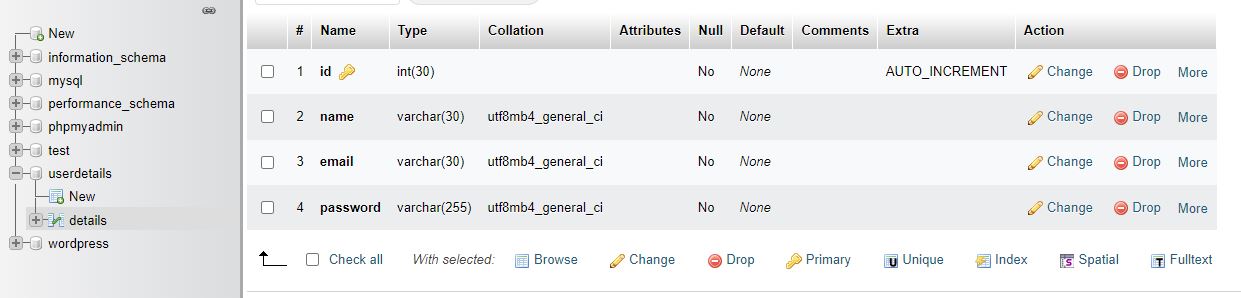 New
information_schema
mysql
performance_schema
phpmyadmin
test
userdetails
New
details
wordpress
# Name Type Collation Attributes Null Default Comments Extra Action
1 id int(30) No None AUTO_INCREMENT Change Drop More
2 name varchar(30) utf8mb4_general_ci No None Change Drop More
3 email varchar(30) utf8mb4_general_ci No None Change Drop More
4 password varchar(255) utf8mb4_general_ci No None Change Drop More
Check all With selected: Browse Change Drop Primary Unique Index Spatial Fulltext